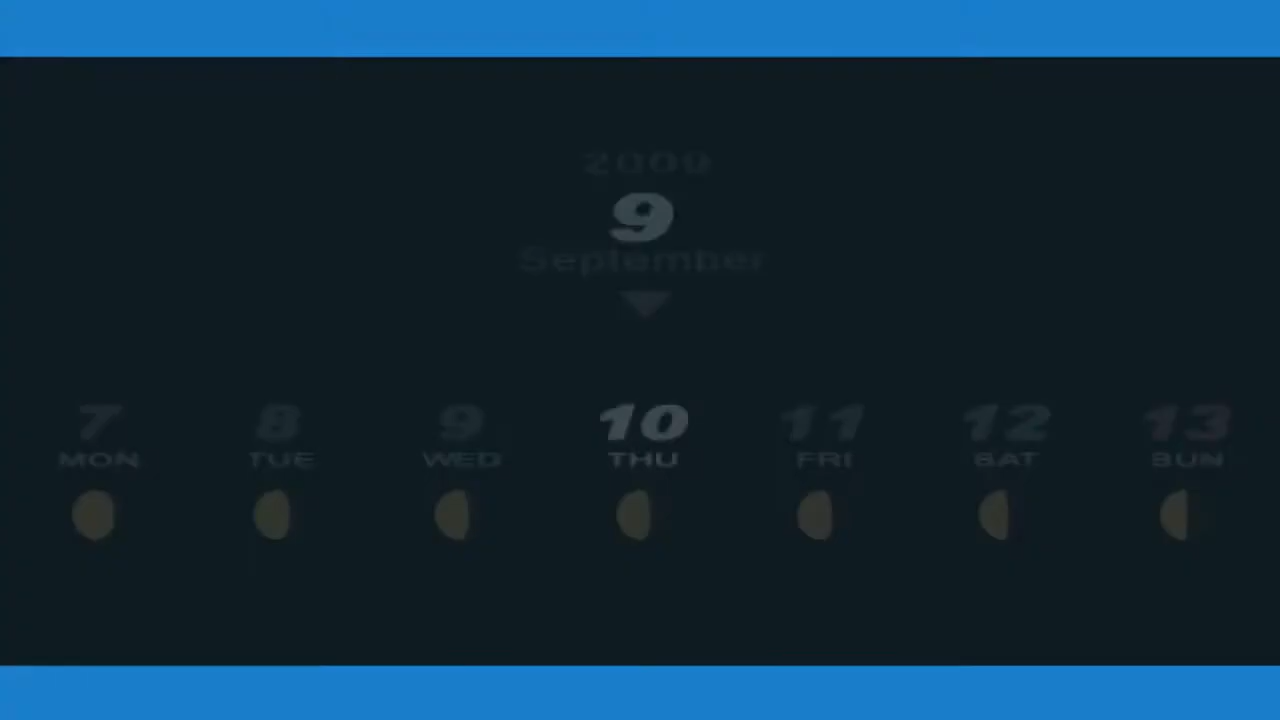 2009
9
September
7 8 9 10 11 12 13
MON TUE WED THU FRI SAT SUN